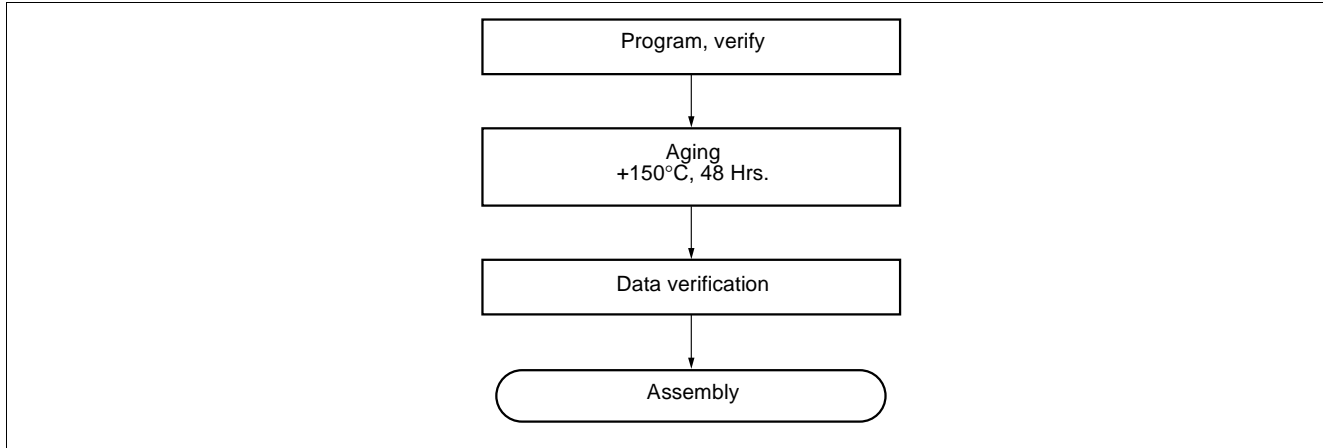 Program, verify
Aging
+150°C, 48 Hrs.
Data verification
Assembly